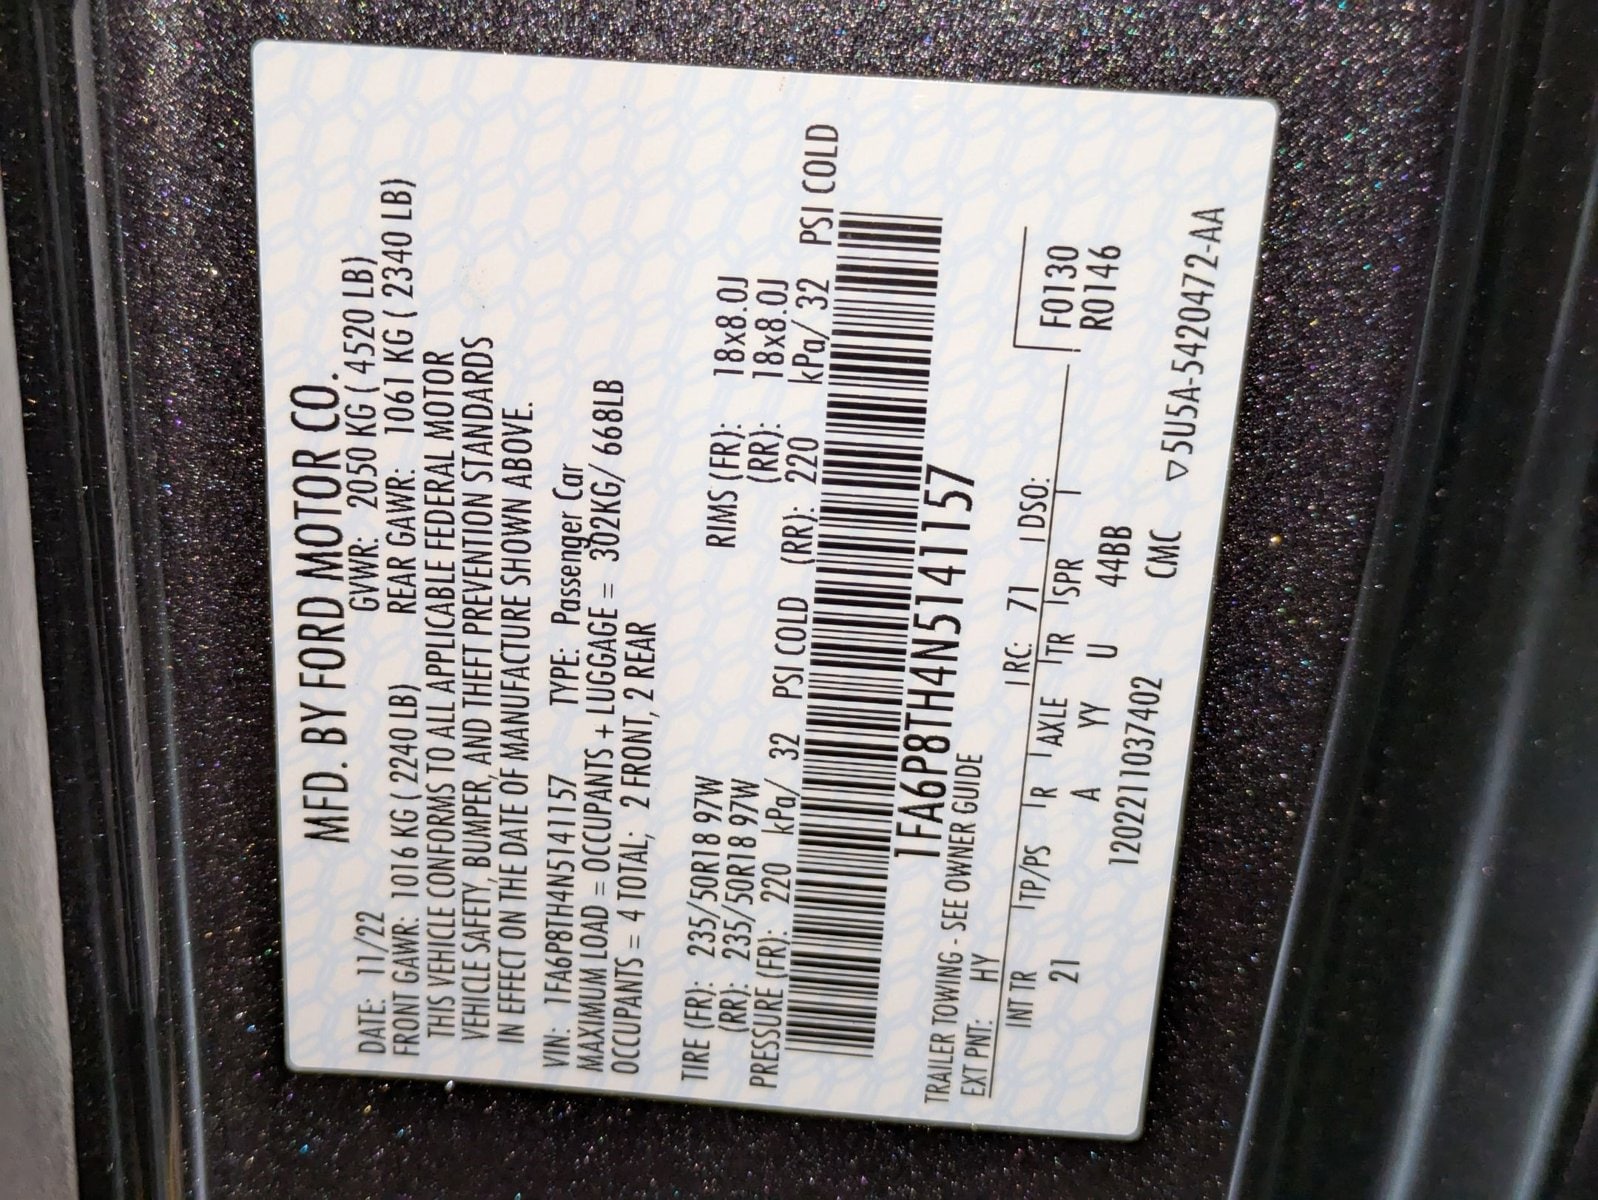 MFD. BY FORD MOTOR CO.
DATE: 11/22 GVWR: 2050 KG ( 4520 LB)
FRONT GAWR: 1016 KG ( 2240 LB) REAR GAWR: 1061 KG ( 2340 LB)
THIS VEHICLE CONFORMS TO ALL APPLICABLE FEDERAL MOTOR
VEHICLE SAFETY, BUMPER, AND THEFT PREVENTION STANDARDS
IN EFFECT ON THE DATE OF MANUFACTURE SHOWN ABOVE.
VIN: 1FA6P8TH4N5141157 TYPE: Passenger Car
MAXIMUM LOAD = OCCUPANTS + LUGGAGE = 302KG/ 668LB
OCCUPANTS = 4 TOTAL; 2 FRONT, 2 REAR
TIRE (FR): 235/50R18 97W RIMS (FR): 18x8.0J
(RR): 235/50R18 97W (RR): 18x8.0J
PRESSURE (FR): 220 kPa/ 32 PSI COLD (RR): 220 kPa/ 32 PSI COLD
1FA6P8TH4N5141157
TRAILER TOWING - SEE OWNER GUIDE
EXT PNT: HY RC: 71 DSO:
INT TR TP/PS R AXLE TR SPR
21 A YY U 44BB
F0130
R0146
1202211037402 CMC ▽5U5A-5420472-AA